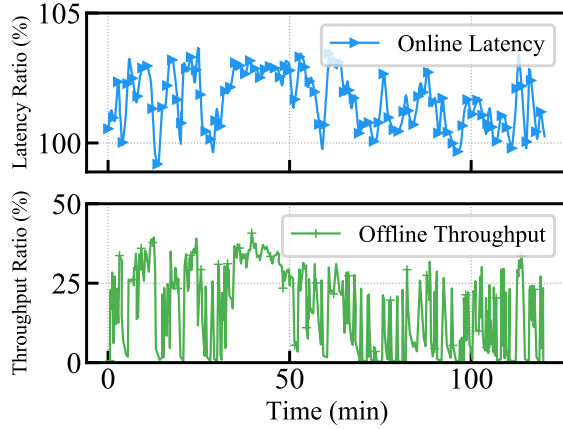 105
100
Latency Ratio (%)
Online Latency
50
25
0
Throughput Ratio (%)
Offline Throughput
0
50
100
Time (min)